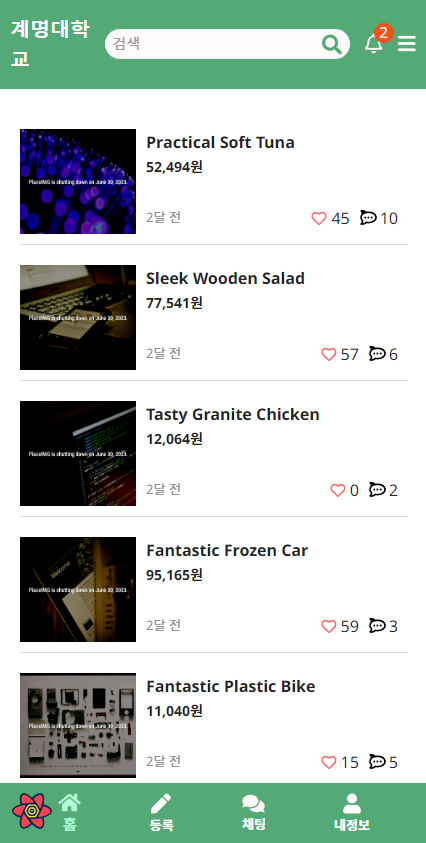 계명대학
교
검색
2
PlaceIMG is shutting down on June 30, 2023.
Practical Soft Tuna
52,494원
2달 전
45
10
PlaceIMG is shutting down on June 30, 2023.
Sleek Wooden Salad
77,541원
2달 전
57
6
PlaceIMG is shutting down on June 30, 2023.
Tasty Granite Chicken
12,064원
2달 전
0
2
Welcome
PlaceIMG is shutting down on June 30, 2023.
Fantastic Frozen Car
95,165원
2달 전
59
3
PlaceIMG is shutting down on June 30, 2023.
Fantastic Plastic Bike
11,040원
2달 전
15
5
홈
등록
채팅
내정보